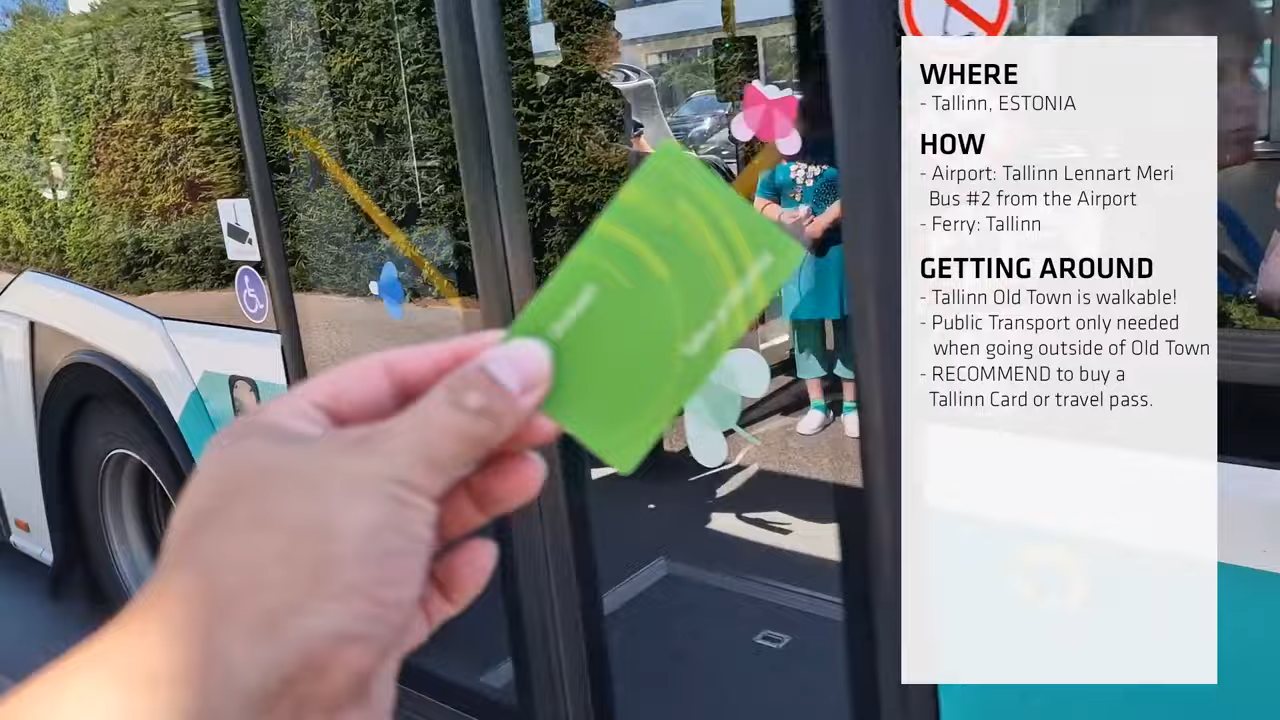 WHERE
- Tallinn, ESTONIA
HOW
- Airport: Tallinn Lennart Meri
Bus #2 from the Airport
- Ferry: Tallinn
GETTING AROUND
- Tallinn Old Town is walkable!
- Public Transport only needed
when going outside of Old Town
- RECOMMEND to buy a
Tallinn Card or travel pass.